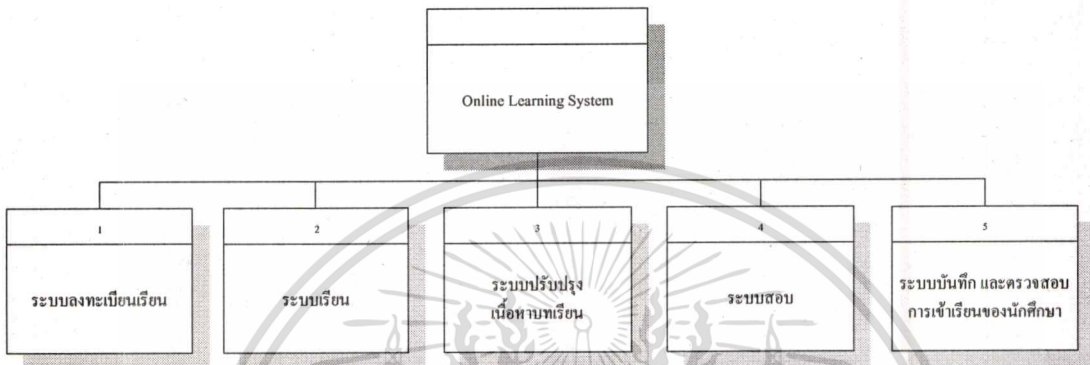 Online Learning System
1
ระบบลงทะเบียนเรียน
2
ระบบเรียน
3
ระบบปรับปรุง
เนื้อหาบทเรียน
4
ระบบสอบ
5
ระบบบันทึก และตรวจสอบ
การเข้าเรียนของนักศึกษา